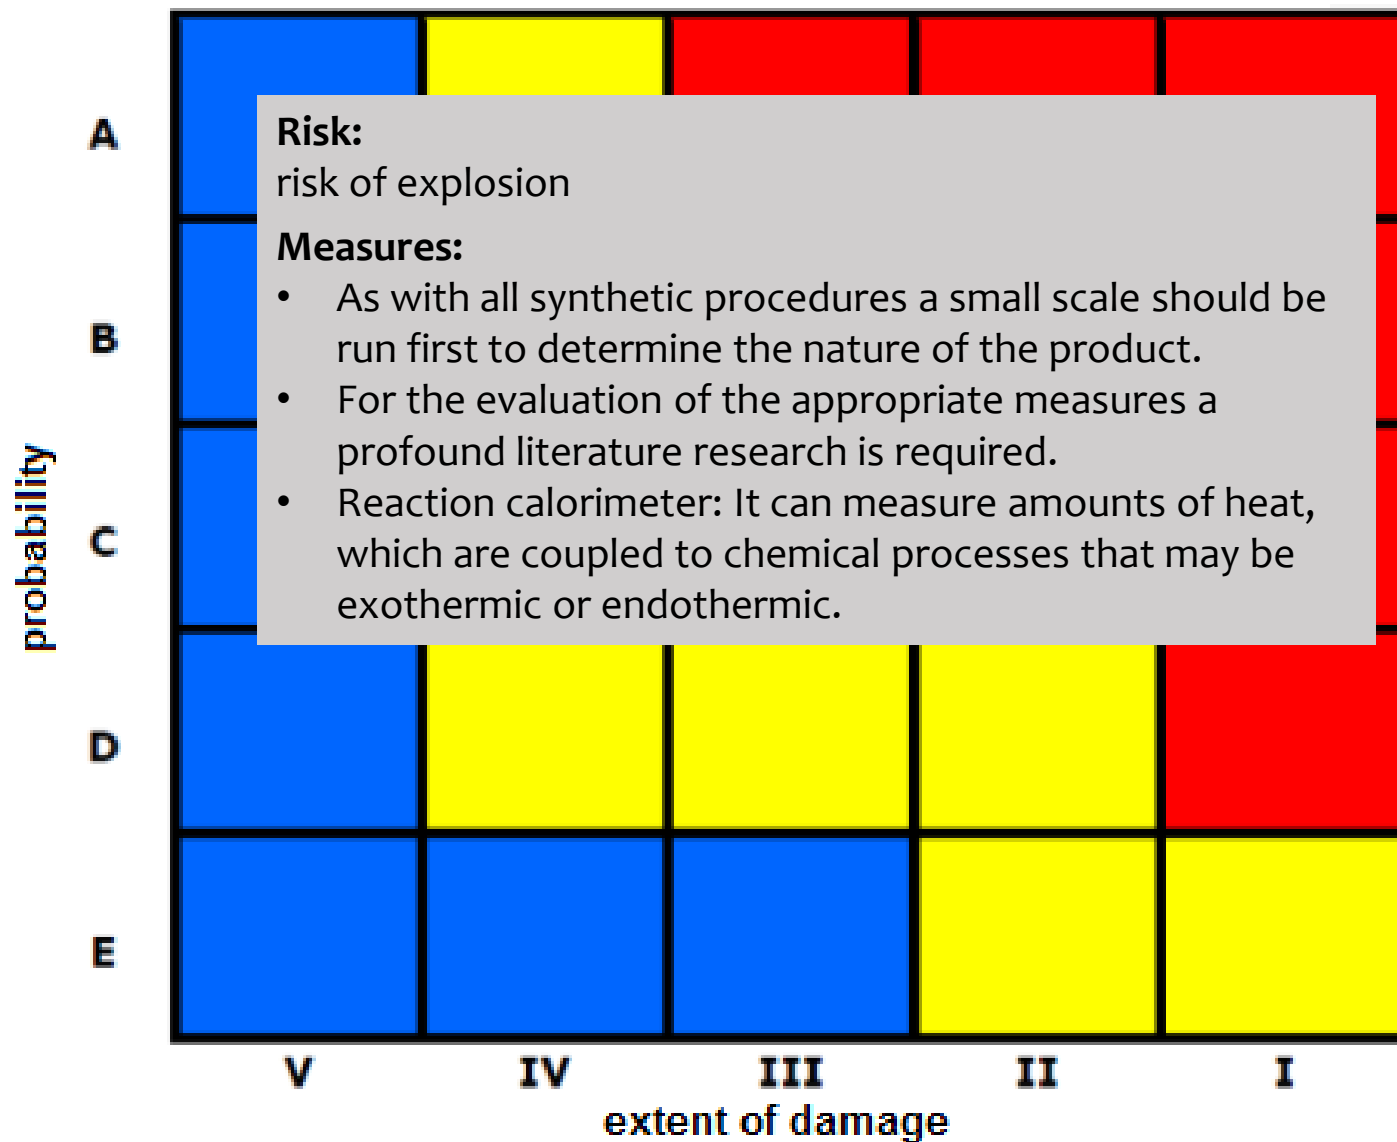 A
Risk:
risk of explosion
Measures:
• As with all synthetic procedures a small scale should be
run first to determine the nature of the product.
B
• For the evaluation of the appropriate measures a
profound literature research is required.
• Reaction calorimeter: It can measure amounts of heat,
which are coupled to chemical processes that may be
exothermic or endothermic.
C
probability
D
E
V IV III II I
extent of damage